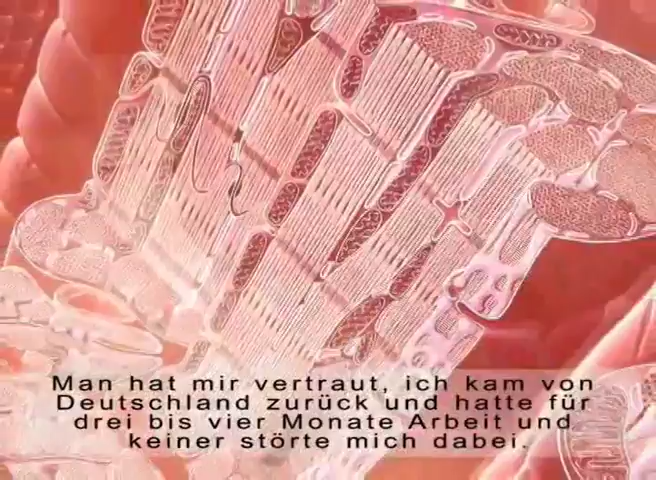 Man hat mir vertraut, ich kam von
Deutschland zurück und hatte für
drei bis vier Monate Arbeit und
keiner störte mich dabei.